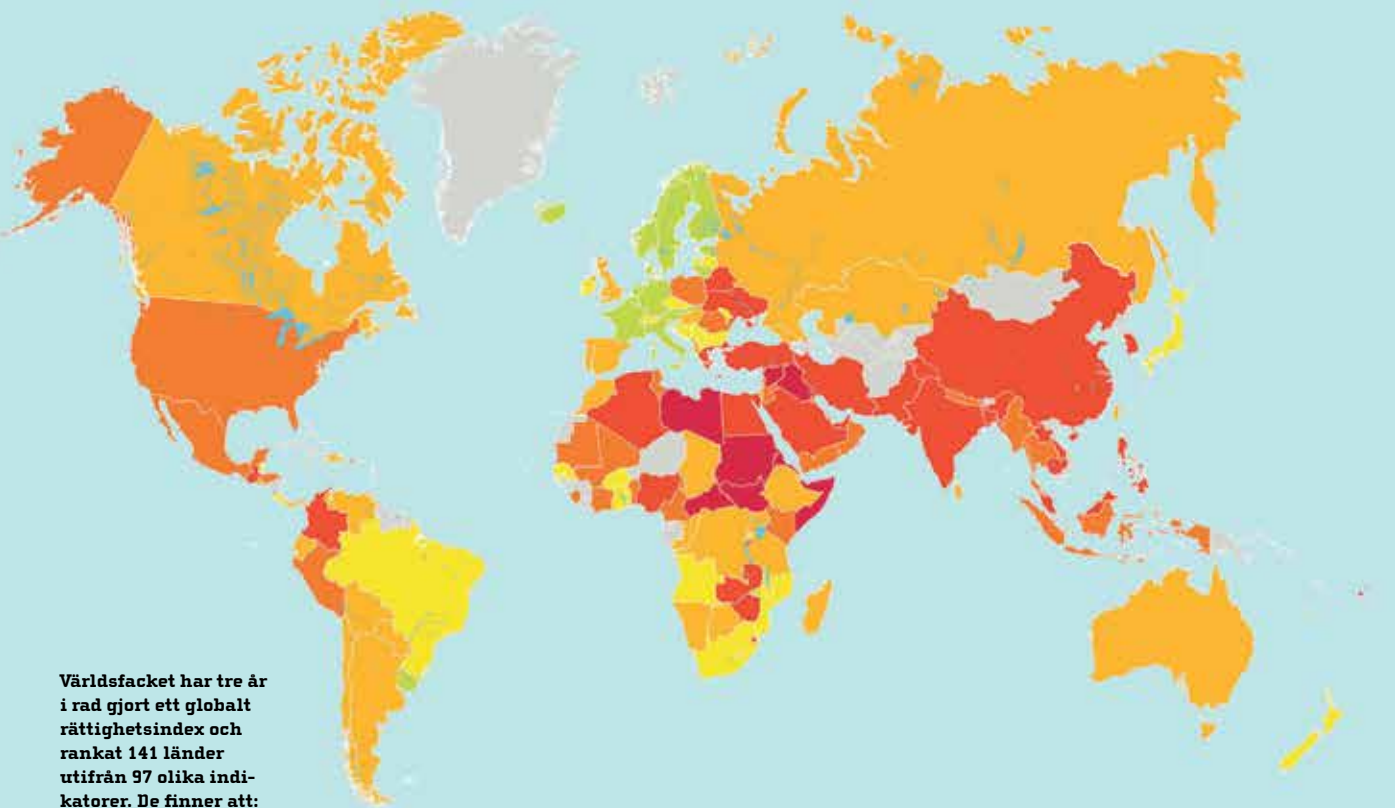 Världsfacket har tre år
i rad gjort ett globalt
rättighetsindex och
rankat 141 länder
utifrån 97 olika indi-
katorer. De finner att: